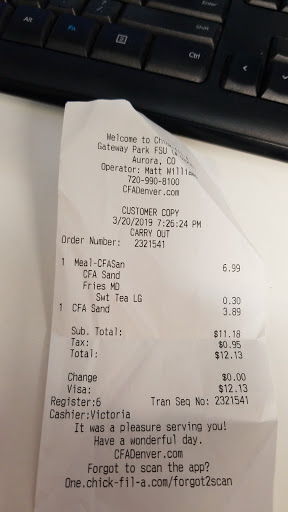 Alt
Fn
Ctrl
Welcome to
Gateway Park FSU
Aurora, CO
Operator: Matt
720-990-8100
CFADenver.com
CUSTOMER COPY
3/20/2019 7:26:24 PM
CARRY OUT
Order Number: 2321541
1 Meal-CFASan 6.99
CFA Sand
Fries MD
Swt Tea LG 0.30
1 CFA Sand 3.89
Sub. Total: $11.18
Tax: $0.95
Total: $12.13
Change $0.00
Visa: $12.13
Register:6 Tran Seq No: 2321541
Cashier:Victoria
It was a pleasure serving you!
Have a wonderful day.
CFADenver.com
Forgot to scan the app?
One.chick-fil-a.com/forgot2scan